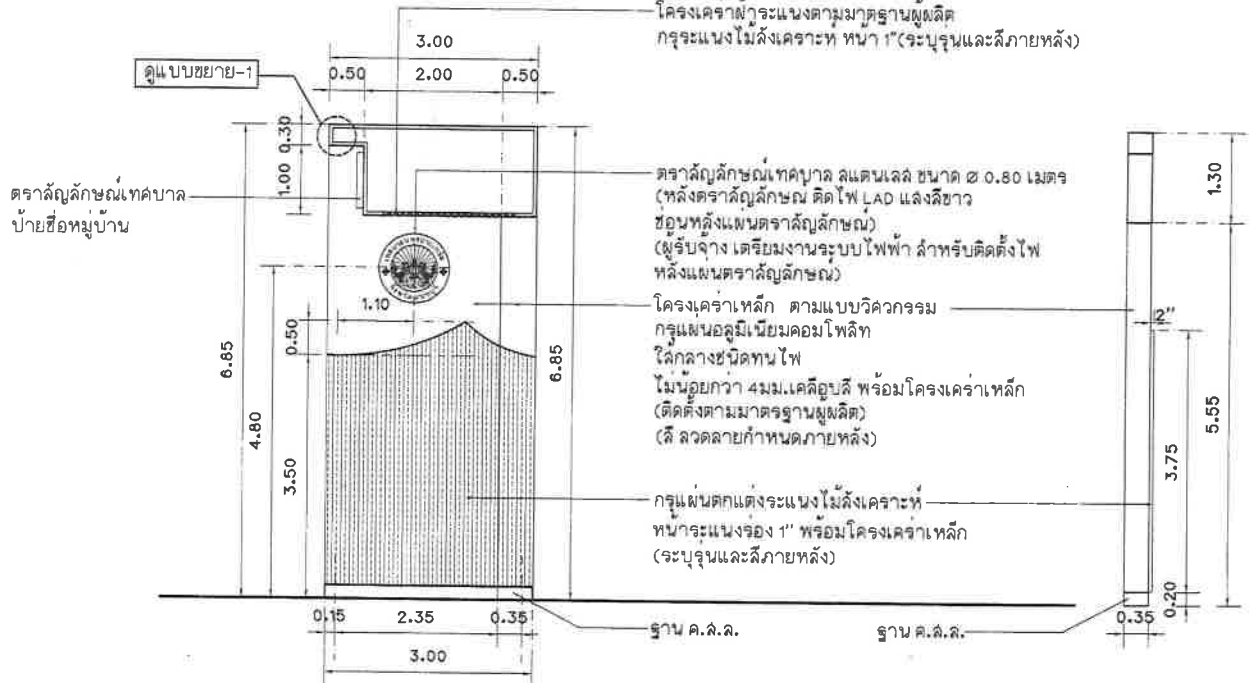 โครงเคร่าฝ้าระแนงตามมาตฐานผู้ผลิต
กรุระแนงไม้สังเคราะห์ หน้า 1"(ระบุรุ่นและสีภายหลัง)
3.00
0.50 2.00 0.50
ดูแบบขยาย-1
0.30
1.00
ตราสัญลักษณ์เทศบาล
ป้ายชื่อหมู่บ้าน
ตราสัญลักษณ์เทศบาล สแตนเลส ขนาด ø 0.80 เมตร
(หลังตราสัญลักษณ์ ติดไฟ LAD แสงสีขาว
ซ่อนหลังแผ่นตราสัญลักษณ์)
(ผู้รับจ้าง เตรียมงานระบบไฟฟ้า สำหรับติดตั้งไฟ
หลังแผ่นตราสัญลักษณ์)
1.10
0.50
6.85
4.80
3.50
6.85
โครงเคร่าเหล็ก ตามแบบวิศวกรรม
กรุแผ่นอลูมิเนียมคอมโพสิท
ไส้กลางชนิดทนไฟ
ไม่น้อยกว่า 4มม.เคลือบสี พร้อมโครงเคร่าเหล็ก
(ติดตั้งตามมาตรฐานผู้ผลิต)
(สี ลวดลายกำหนดภายหลัง)
กรุแผ่นตกแต่งระแนงไม้สังเคราะห์
หน้าระแนงร่อง 1" พร้อมโครงเคร่าเหล็ก
(ระบุรุ่นและสีภายหลัง)
0.15 2.35 0.35
3.00
ฐาน ค.ส.ล.
ฐาน ค.ส.ล.
1.30
2"
5.55
3.75
0.20
0.35